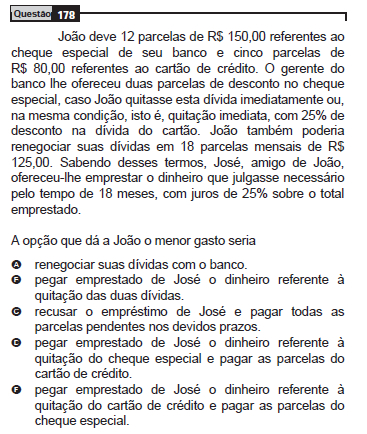 Questão 178
João deve 12 parcelas de R$ 150,00 referentes ao
cheque especial de seu banco e cinco parcelas de
R$ 80,00 referentes ao cartão de crédito. O gerente do
banco lhe ofereceu duas parcelas de desconto no cheque
especial, caso João quitasse esta dívida imediatamente ou,
na mesma condição, isto é, quitação imediata, com 25% de
desconto na dívida do cartão. João também poderia
renegociar suas dívidas em 18 parcelas mensais de R$
125,00. Sabendo desses termos, José, amigo de João,
ofereceu-lhe emprestar o dinheiro que julgasse necessário
pelo tempo de 18 meses, com juros de 25% sobre o total
emprestado.
A opção que dá a João o menor gasto seria
A renegociar suas dívidas com o banco.
F pegar emprestado de José o dinheiro referente à
quitação das duas dívidas.
C recusar o empréstimo de José e pagar todas as
parcelas pendentes nos devidos prazos.
E pegar emprestado de José o dinheiro referente à
quitação do cheque especial e pagar as parcelas do
cartão de crédito.
F pegar emprestado de José o dinheiro referente à
quitação do cartão de crédito e pagar as parcelas do
cheque especial.